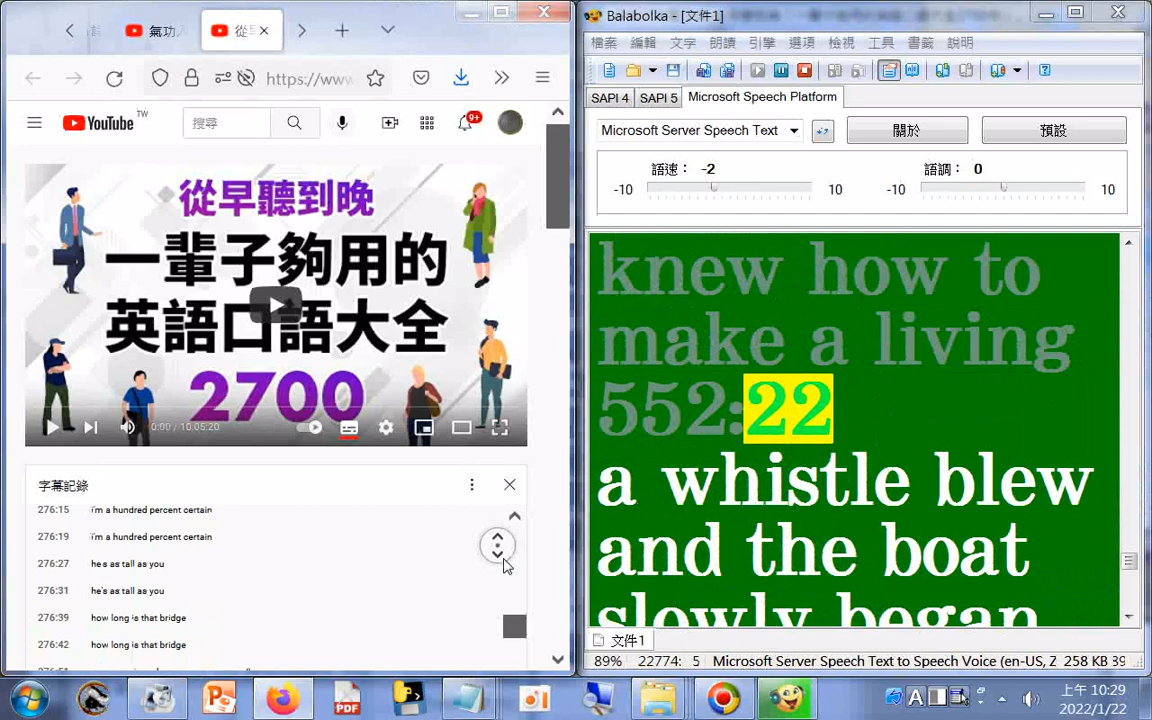 氣功
從
https://www
YouTube TW
搜尋
9+
從早聽到晚
一輩子夠用的
英語口語大全
2700
0:00 / 10:05:20
字幕記錄
276:15 i'm a hundred percent certain
276:19 i'm a hundred percent certain
276:27 he's as tall as you
276:31 he's as tall as you
276:39 how long is that bridge
276:42 how long is that bridge
Balabolka - [文件1]
檔案 編輯 文字 朗讀 引擎 選項 檢視 工具 書籤 說明
SAPI 4 SAPI 5 Microsoft Speech Platform
Microsoft Server Speech Text 關於 預設
語速： -2 語調： 0
-10 10 -10 10
knew how to
make a living
552:22
a whistle blew
and the boat
slowly began
文件1
89% 22774: 5 Microsoft Server Speech Text to Speech Voice (en-US, Z 258 KB 39
PDF
A
上午 10:29
2022/1/22